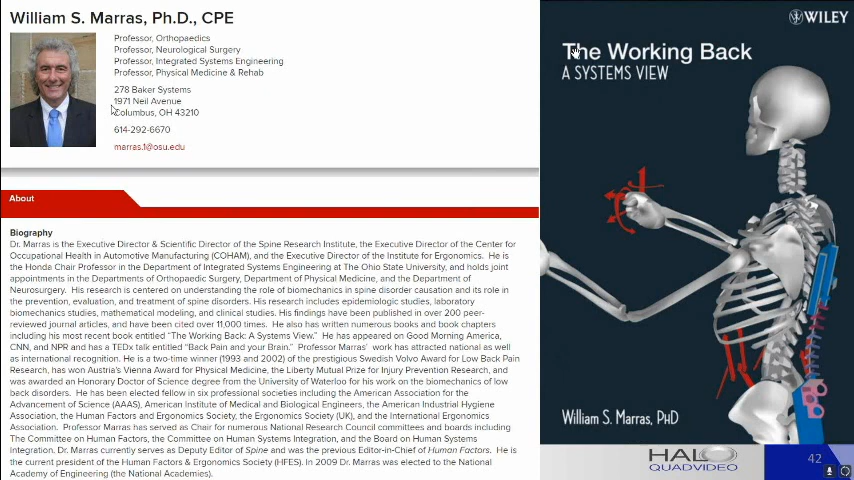 William S. Marras, Ph.D., CPE
Professor, Orthopaedics
Professor, Neurological Surgery
Professor, Integrated Systems Engineering
Professor, Physical Medicine & Rehab
278 Baker Systems
1971 Neil Avenue
Columbus, OH 43210
614-292-6670
marras.1@osu.edu
About
Biography
Dr. Marras is the Executive Director & Scientific Director of the Spine Research Institute, the Executive Director of the Center for
Occupational Health in Automotive Manufacturing (COHAM), and the Executive Director of the Institute for Ergonomics. He is
the Honda Chair Professor in the Department of Integrated Systems Engineering at The Ohio State University, and holds joint
appointments in the Departments of Orthopaedic Surgery, Department of Physical Medicine, and the Department of
Neurosurgery. His research is centered on understanding the role of biomechanics in spine disorder causation and its role in
the prevention, evaluation, and treatment of spine disorders. His research includes epidemiologic studies, laboratory
biomechanics studies, mathematical modeling, and clinical studies. His findings have been published in over 200 peer-
reviewed journal articles, and have been cited over 11,000 times. He also has written numerous books and book chapters
including his most recent book entitled “The Working Back: A Systems View.” He has appeared on Good Morning America,
CNN, and NPR and has a TEDx talk entitled “Back Pain and your Brain.” Professor Marras’ work has attracted national as well
as international recognition. He is a two-time winner (1993 and 2002) of the prestigious Swedish Volvo Award for Low Back Pain
Research, has won Austria’s Vienna Award for Physical Medicine, the Liberty Mutual Prize for Injury Prevention Research, and
was awarded an Honorary Doctor of Science degree from the University of Waterloo for his work on the biomechanics of low
back disorders. He has been elected fellow in six professional societies including the American Association for the
Advancement of Science (AAAS), American Institute of Medical and Biological Engineers, the American Industrial Hygiene
Association, the Human Factors and Ergonomics Society, the Ergonomics Society (UK), and the International Ergonomics
Association. Professor Marras has served as Chair for numerous National Research Council committees and boards including
The Committee on Human Factors, the Committee on Human Systems Integration, and the Board on Human Systems
Integration. Dr. Marras currently serves as Deputy Editor of Spine and was the previous Editor-in-Chief of Human Factors. He is
the current president of the Human Factors & Ergonomics Society (HFES). In 2009 Dr. Marras was elected to the National
Academy of Engineering (the National Academies).
WILEY
The Working Back
A SYSTEMS VIEW
William S. Marras, PhD
HALO
QUADVIDEO
42